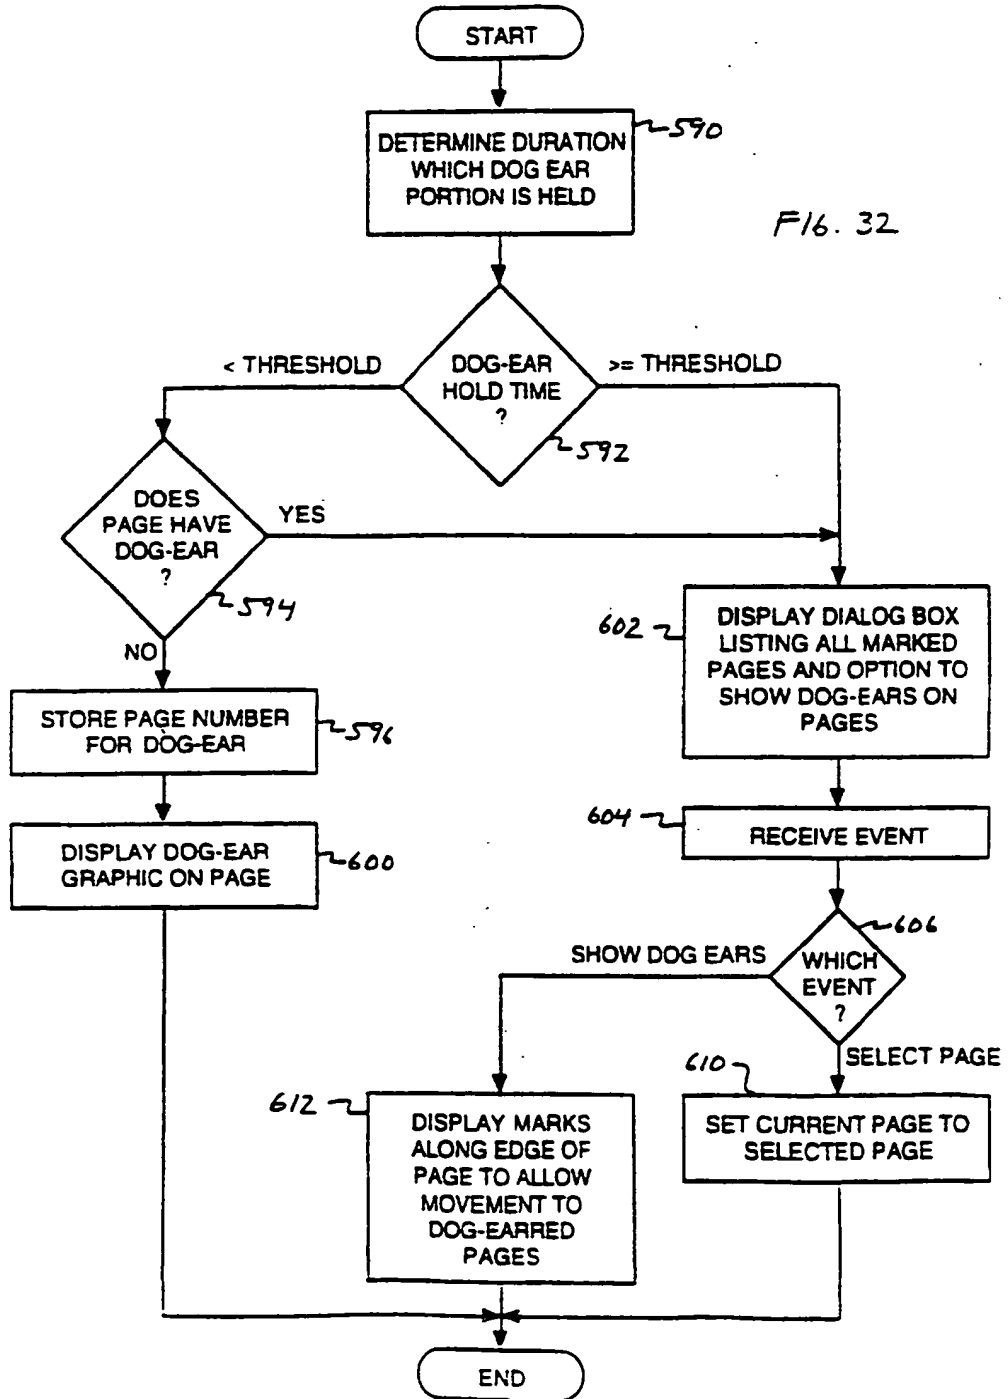 START
DETERMINE DURATION
WHICH DOG EAR
PORTION IS HELD
590
FIG. 32
< THRESHOLD
DOG-EAR
HOLD TIME
?
>= THRESHOLD
592
DOES
PAGE HAVE
DOG-EAR
?
YES
594
NO
STORE PAGE NUMBER
FOR DOG-EAR
596
DISPLAY DOG-EAR
GRAPHIC ON PAGE
600
602
DISPLAY DIALOG BOX
LISTING ALL MARKED
PAGES AND OPTION TO
SHOW DOG-EARS ON
PAGES
604
RECEIVE EVENT
606
SHOW DOG EARS
WHICH
EVENT
?
SELECT PAGE
610
SET CURRENT PAGE TO
SELECTED PAGE
612
DISPLAY MARKS
ALONG EDGE OF
PAGE TO ALLOW
MOVEMENT TO
DOG-EARRED
PAGES
END